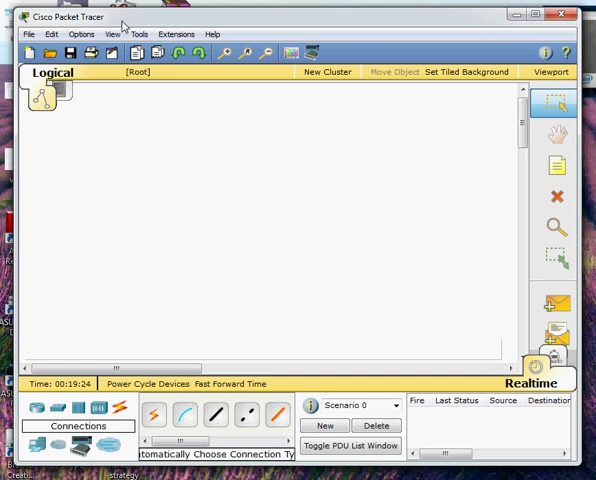 Cisco Packet Tracer
File Edit Options View Tools Extensions Help
Logical [Root] New Cluster Move Object Set Tiled Background Viewport
Time: 00:19:24 Power Cycle Devices Fast Forward Time Realtime
Scenario 0
Fire Last Status Source Destination
Connections
New Delete
Toggle PDU List Window
utomatically Choose Connection Ty
strategy